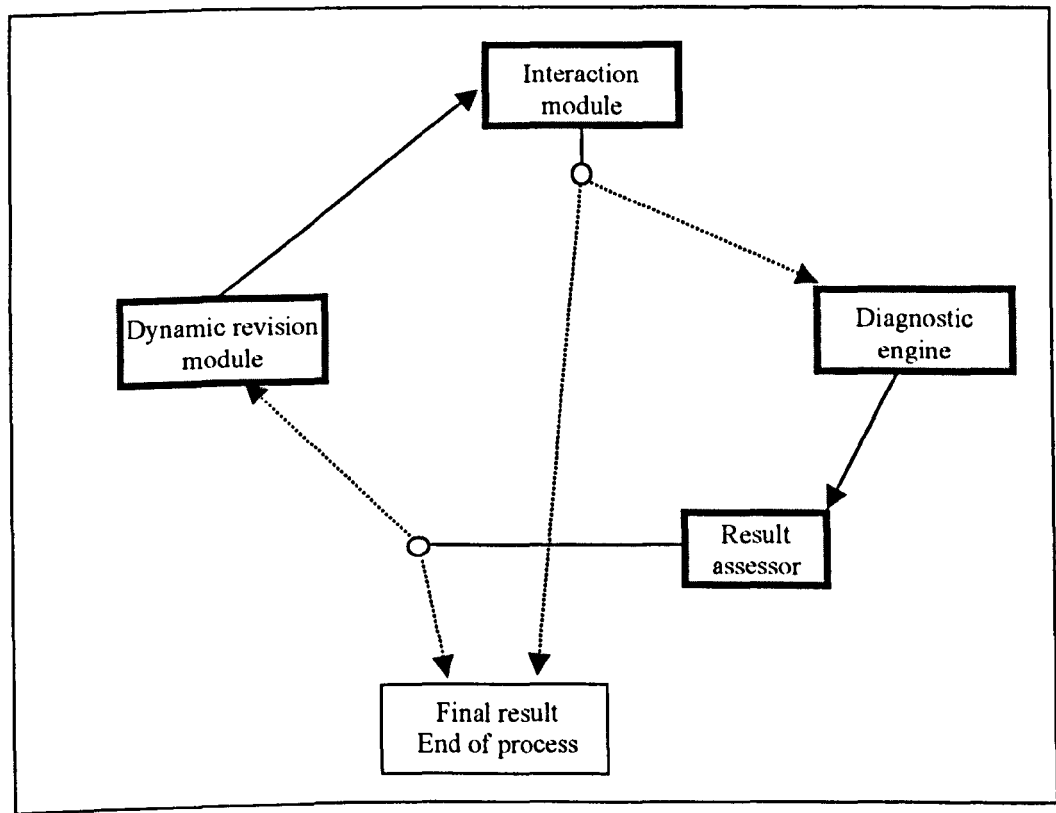 Interaction
module
Dynamic revision
module
Diagnostic
engine
Result
assessor
Final result
End of process